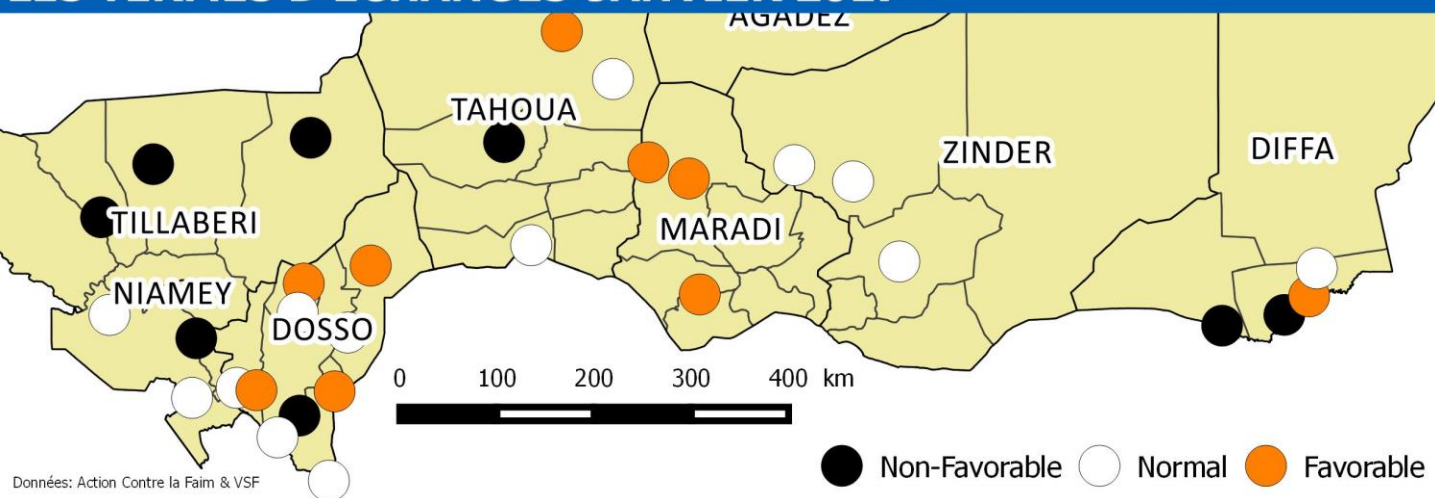 AGADEZ
TAHOUA
ZINDER
DIFFA
TILLABERI
MARADI
NIAMEY
DOSSO
0 100 200 300 400 km
Non-Favorable Normal Favorable
Données: Action Contre la Faim & VSF